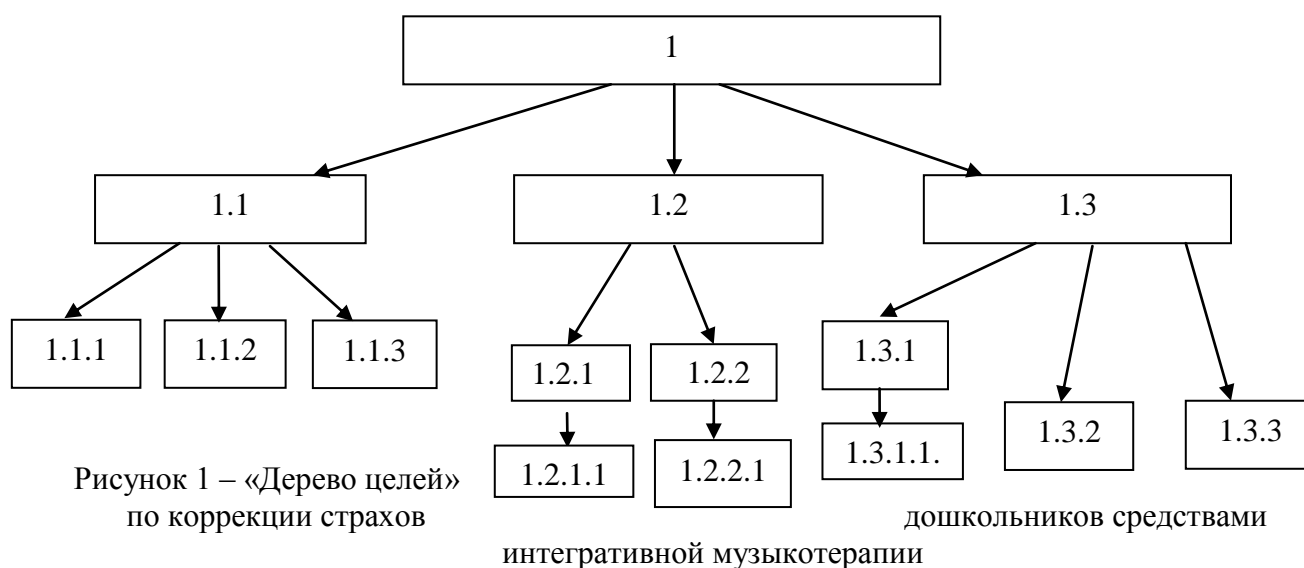 1
1.1 1.2 1.3
1.1.1 1.1.2 1.1.3 1.2.1 1.2.2 1.3.1
1.3.2 1.3.3
1.2.1.1 1.2.2.1 1.3.1.1.
Рисунок 1 – «Дерево целей»
по коррекции страхов дошкольников средствами
интегративной музыкотерапии